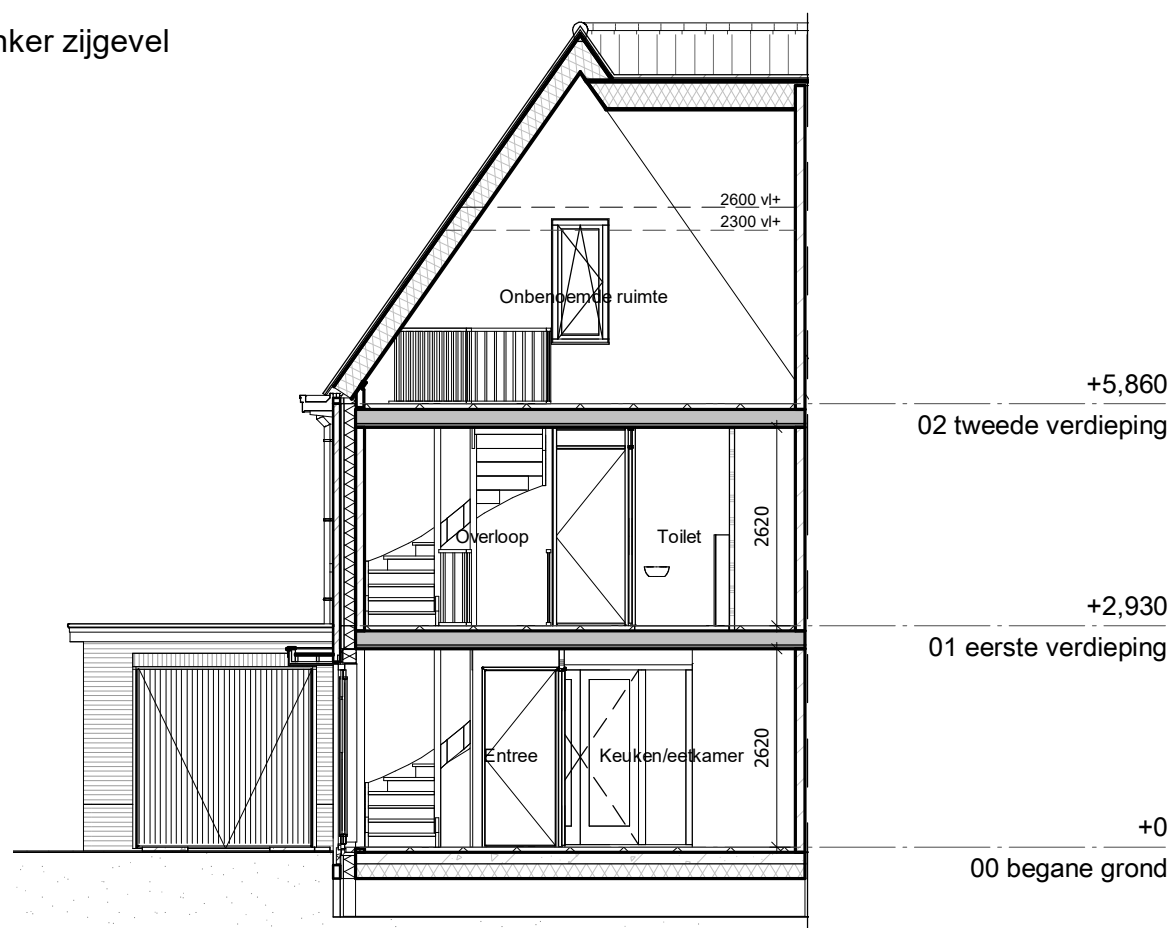 zijgevel
2600 vl+
2300 vl+
Onbenoemde ruimte
+5,860
02 tweede verdieping
Overloop
Toilet
2620
+2,930
01 eerste verdieping
Entree
Keuken/eetkamer
2620
+0
00 begane grond